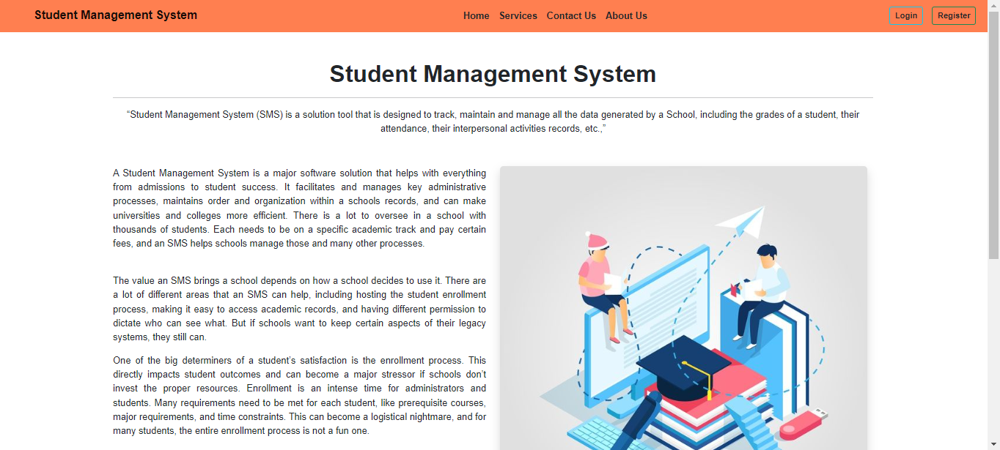 Student Management System
Home Services Contact Us About Us
Login Register
Student Management System
“Student Management System (SMS) is a solution tool that is designed to track, maintain and manage all the data generated by a School, including the grades of a student, their
attendance, their interpersonal activities records, etc.,”
A Student Management System is a major software solution that helps with everything
from admissions to student success. It facilitates and manages key administrative
processes, maintains order and organization within a schools records, and can make
universities and colleges more efficient. There is a lot to oversee in a school with
thousands of students. Each needs to be on a specific academic track and pay certain
fees, and an SMS helps schools manage those and many other processes.
The value an SMS brings a school depends on how a school decides to use it. There are
a lot of different areas that an SMS can help, including hosting the student enrollment
process, making it easy to access academic records, and having different permission to
dictate who can see what. But if schools want to keep certain aspects of their legacy
systems, they still can.
One of the big determiners of a student’s satisfaction is the enrollment process. This
directly impacts student outcomes and can become a major stressor if schools don’t
invest the proper resources. Enrollment is an intense time for administrators and
students. Many requirements need to be met for each student, like prerequisite courses,
major requirements, and time constraints. This can become a logistical nightmare, and for
many students, the entire enrollment process is not a fun one.